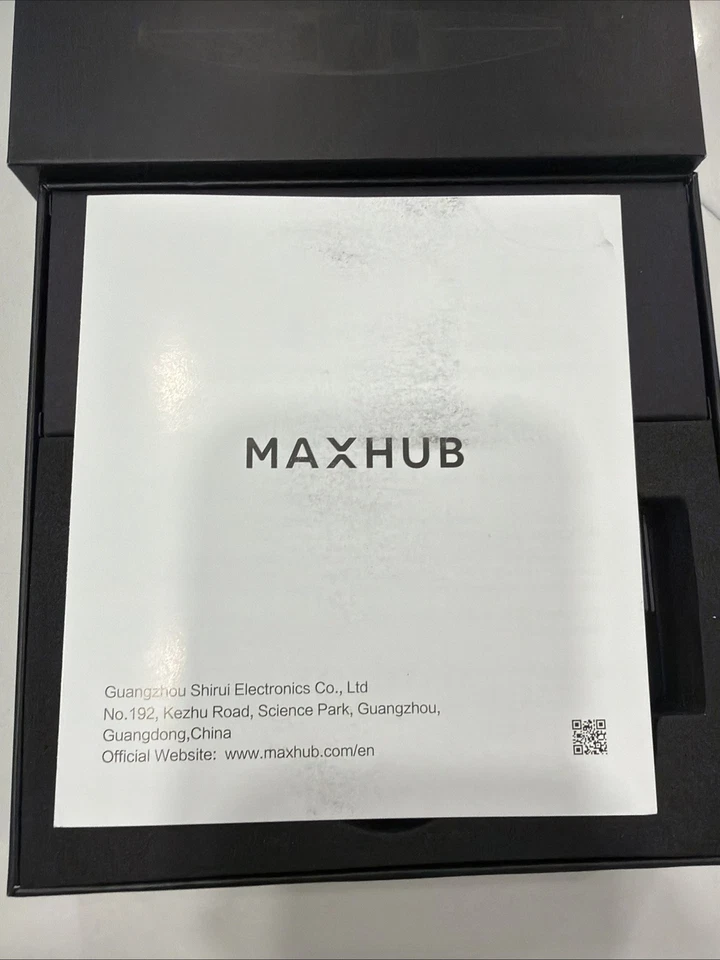 MAXHUB
Guangzhou Shirui Electronics Co., Ltd
No.192, Kezhu Road, Science Park, Guangzhou,
Guangdong,China
Official Website: www.maxhub.com/en